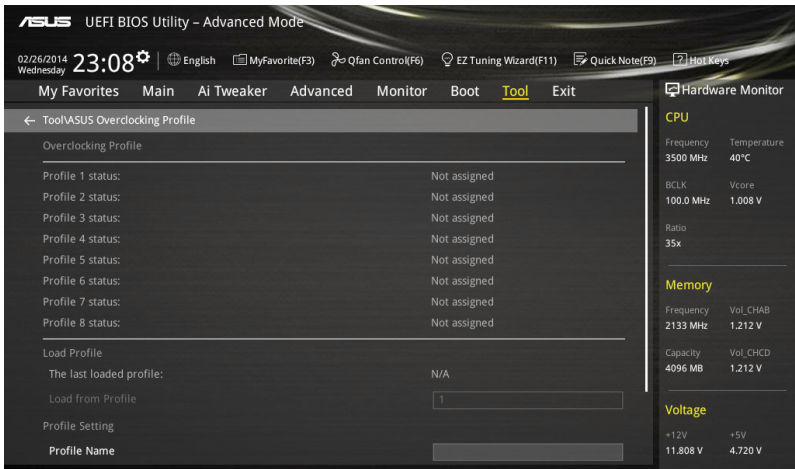 ASUS UEFI BIOS Utility – Advanced Mode
02/26/2014
Wednesday
23:08
English
MyFavorite(F3)
Qfan Control(F6)
EZ Tuning Wizard(F11)
Quick Note(F9)
? Hot Keys
My Favorites Main Ai Tweaker Advanced Monitor Boot Tool Exit
← Tool\ASUS Overclocking Profile
Overclocking Profile
Profile 1 status: Not assigned
Profile 2 status: Not assigned
Profile 3 status: Not assigned
Profile 4 status: Not assigned
Profile 5 status: Not assigned
Profile 6 status: Not assigned
Profile 7 status: Not assigned
Profile 8 status: Not assigned
Load Profile
The last loaded profile: N/A
Load from Profile 1
Profile Setting
Profile Name
Hardware Monitor
CPU
Frequency Temperature
3500 MHz 40°C
BCLK Vcore
100.0 MHz 1.008 V
Ratio
35x
Memory
Frequency Vol_CHAB
2133 MHz 1.212 V
Capacity Vol_CHCD
4096 MB 1.212 V
Voltage
+12V +5V
11.808 V 4.720 V